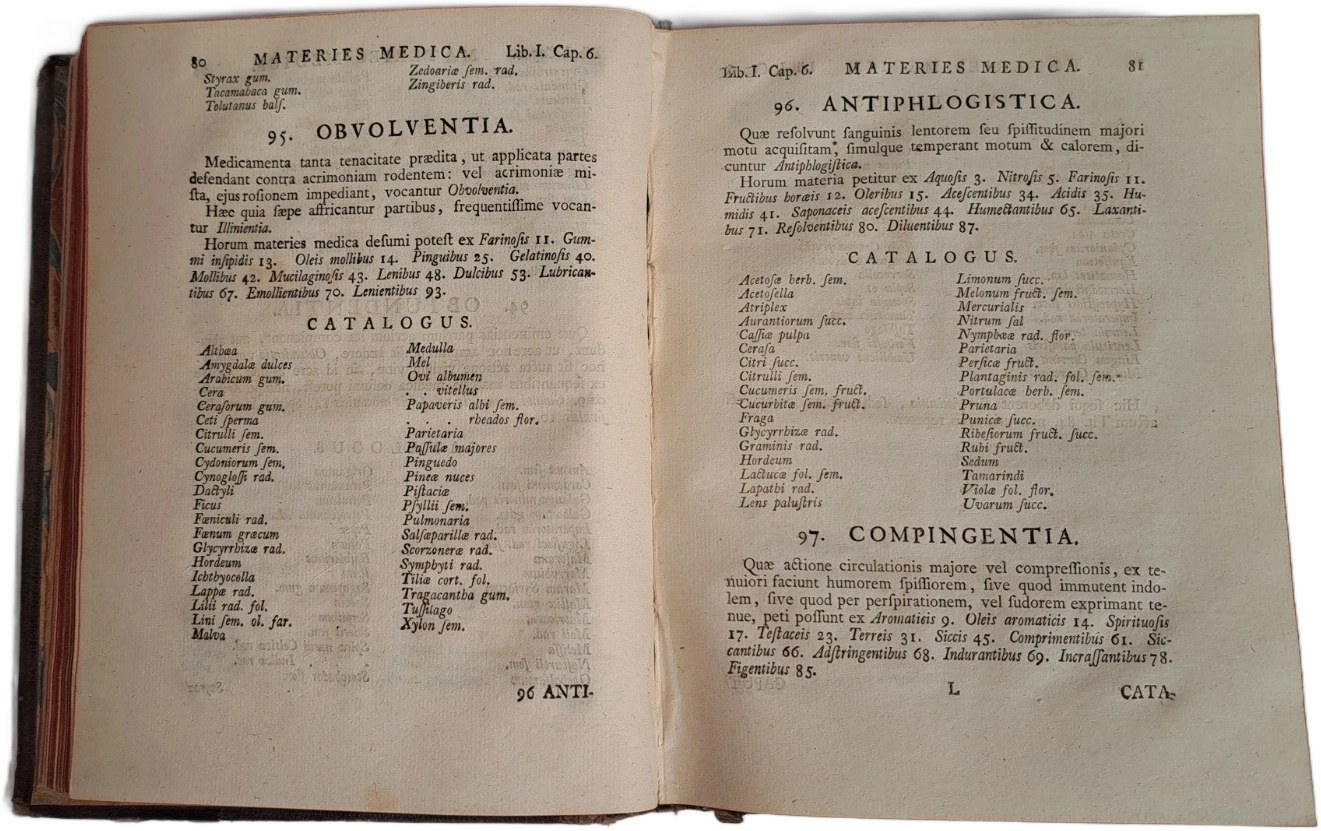 80 MATERIES MEDICA. Lib. I. Cap. 6.
Styrax gum.
Tacamabaca gum.
Tolutanus balſ.
Zedoariæ ſem. rad.
Zingiberis rad.
95. OBVOLVENTIA.
Medicamenta tanta tenacitate prædita, ut applicata partes
defendant contra acrimoniam rodentem: vel acrimoniæ mi-
ſta, ejus roſionem impediant, vocantur Obvolventia.
Hæc quia ſæpe affricantur partibus, frequentiſſime vocan-
tur Illinientia.
Horum materies medica deſumi poteſt ex Farinoſis 11. Gum-
mi inſipidis 13. Oleis mollibus 14. Pinguibus 25. Gelatinoſis 40.
Mollibus 42. Mucilaginoſis 43. Lenibus 48. Dulcibus 53. Lubrican-
tibus 67. Emollientibus 70. Lenientibus 93.
CATALOGUS.
Althæa
Amygdalæ dulces
Arabicum gum.
Cera
Ceraſorum gum.
Ceti ſperma
Citrulli ſem.
Cucumeris ſem.
Cydoniorum ſem.
Cynogloſſi rad.
Dactyli
Ficus
Fœniculi rad.
Fœnum græcum
Glycyrrhizæ rad.
Hordeum
Ichthyocolla
Lappæ rad.
Lilii rad. fol.
Lini ſem. ol. far.
Malva
Medulla
Mel
Ovi albumen
. . vitellus
Papaveris albi ſem.
. . . rheados flor.
Parietaria
Paſſulæ majores
Pinguedo
Pineæ nuces
Piſtaciæ
Pſyllii ſem.
Pulmonaria
Salſæparillæ rad.
Scorzoneræ rad.
Symphyti rad.
Tiliæ cort. fol.
Tragacantha gum.
Tuſſilago
Xylon ſem.
96 ANTI-
Lib. I. Cap. 6. MATERIES MEDICA. 81
96. ANTIPHLOGISTICA.
Quæ reſolvunt ſanguinis lentorem ſeu ſpiſſitudinem majori
motu acquiſitam, ſimulque temperant motum & calorem, di-
cuntur Antiphlogiſtica.
Horum materia petitur ex Aquoſis 3. Nitroſis 5. Farinoſis 11.
Fructibus horæis 12. Oleribus 15. Aceſcentibus 34. Acidis 35. Hu-
midis 41. Saponaceis aceſcentibus 44. Humectantibus 65. Laxanti-
bus 71. Reſolventibus 80. Diluentibus 87.
CATALOGUS.
Acetoſæ herb. ſem.
Acetoſella
Atriplex
Aurantiorum ſucc.
Caſſiæ pulpa
Ceraſa
Citri ſucc.
Citrulli ſem.
Cucumeris ſem. fruct.
Cucurbitæ ſem. fruct.
Fraga
Glycyrrhizæ rad.
Graminis rad.
Hordeum
Lactucæ fol. ſem.
Lapathi rad.
Lens paluſtris
Limonum ſucc.
Melonum fruct. ſem.
Mercurialis
Nitrum ſal
Nymphææ rad. flor.
Parietaria
Perſicæ fruct.
Plantaginis rad. fol. ſem.
Portulacæ herb. ſem.
Pruna
Punicæ ſucc.
Ribeſiorum fruct. ſucc.
Rubi fruct.
Sedum
Tamarindi
Violæ fol. flor.
Uvarum ſucc.
97. COMPINGENTIA.
Quæ actione circulationis majore vel compreſſionis, ex te-
nuiori faciunt humorem ſpiſſiorem, ſive quod immutent indo-
lem, ſive quod per perſpirationem, vel ſudorem exprimant te-
nue, peti poſſunt ex Aromaticis 9. Oleis aromaticis 14. Spirituoſis
17. Teſtaceis 23. Terreis 31. Siccis 45. Comprimentibus 61. Sic-
cantibus 66. Adſtringentibus 68. Indurantibus 69. Incraſſantibus 78.
Figentibus 85.
L CATA-